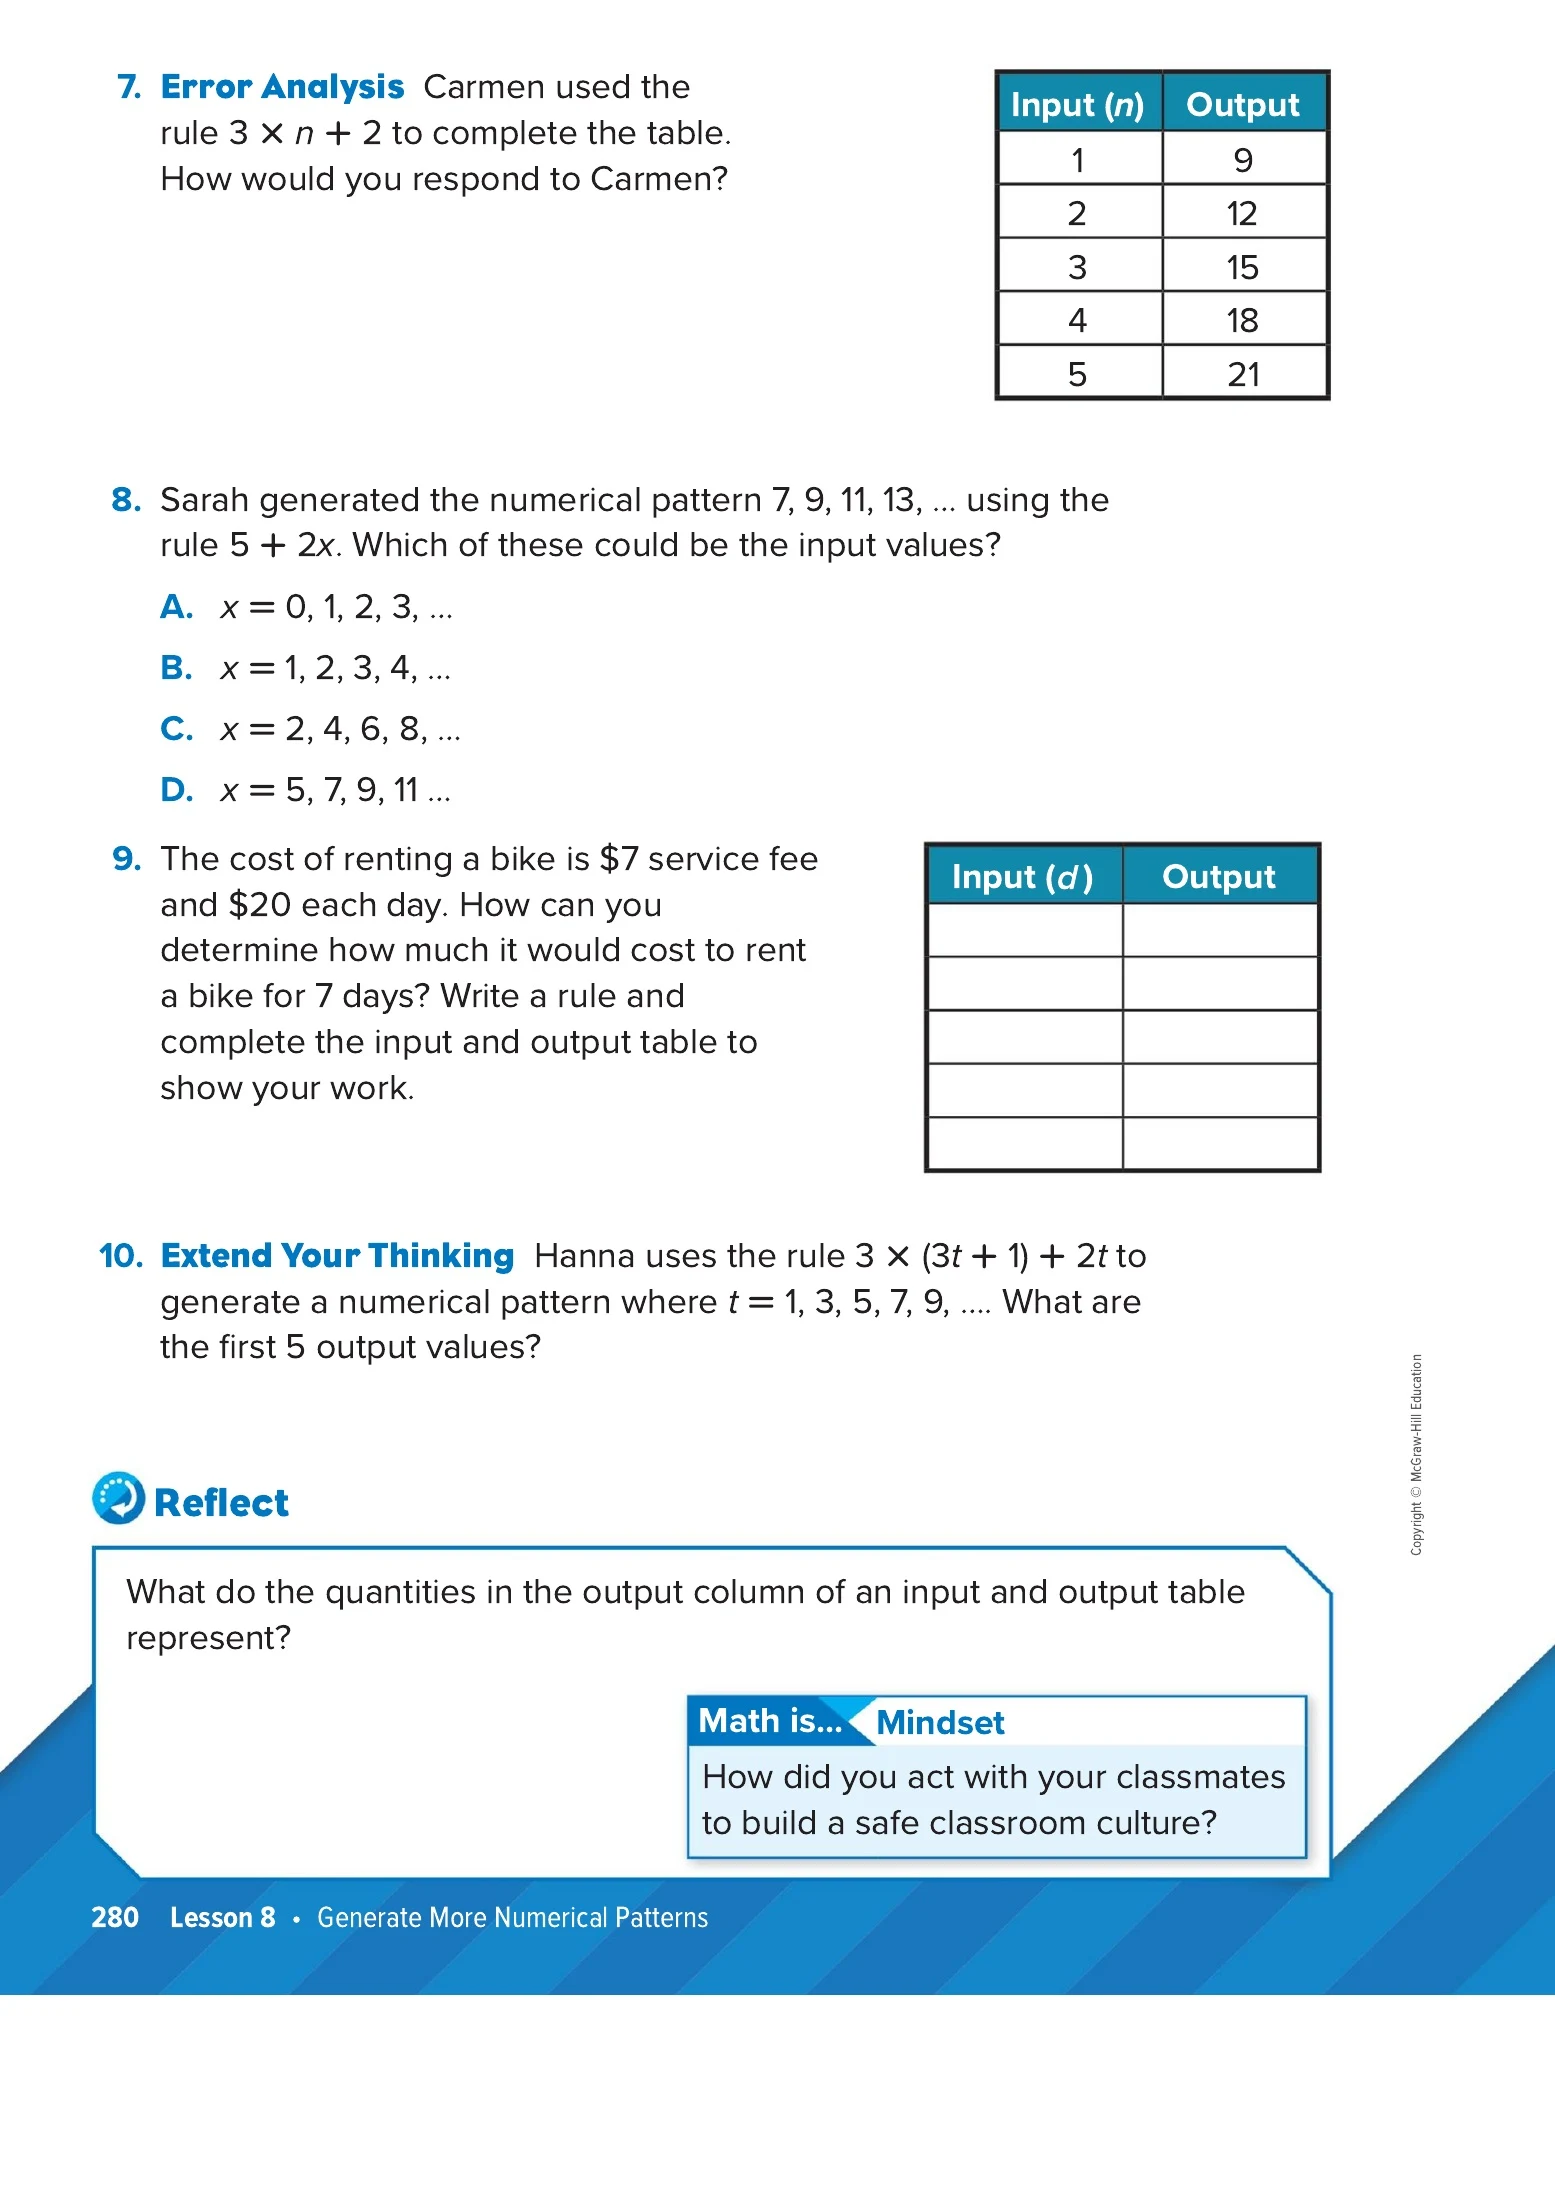 7. Error Analysis Carmen used the
rule 3 × n + 2 to complete the table.
How would you respond to Carmen?
Input (n) Output
1 9
2 12
3 15
4 18
5 21
8. Sarah generated the numerical pattern 7, 9, 11, 13, ... using the
rule 5 + 2x. Which of these could be the input values?
A. x = 0, 1, 2, 3, ...
B. x = 1, 2, 3, 4, ...
C. x = 2, 4, 6, 8, ...
D. x = 5, 7, 9, 11 ...
9. The cost of renting a bike is $7 service fee
and $20 each day. How can you
determine how much it would cost to rent
a bike for 7 days? Write a rule and
complete the input and output table to
show your work.
Input (d) Output
10. Extend Your Thinking Hanna uses the rule 3 × (3t + 1) + 2t to
generate a numerical pattern where t = 1, 3, 5, 7, 9, .... What are
the first 5 output values?
Copyright © McGraw-Hill Education
Reflect
What do the quantities in the output column of an input and output table
represent?
Math is... Mindset
How did you act with your classmates
to build a safe classroom culture?
280 Lesson 8 • Generate More Numerical Patterns